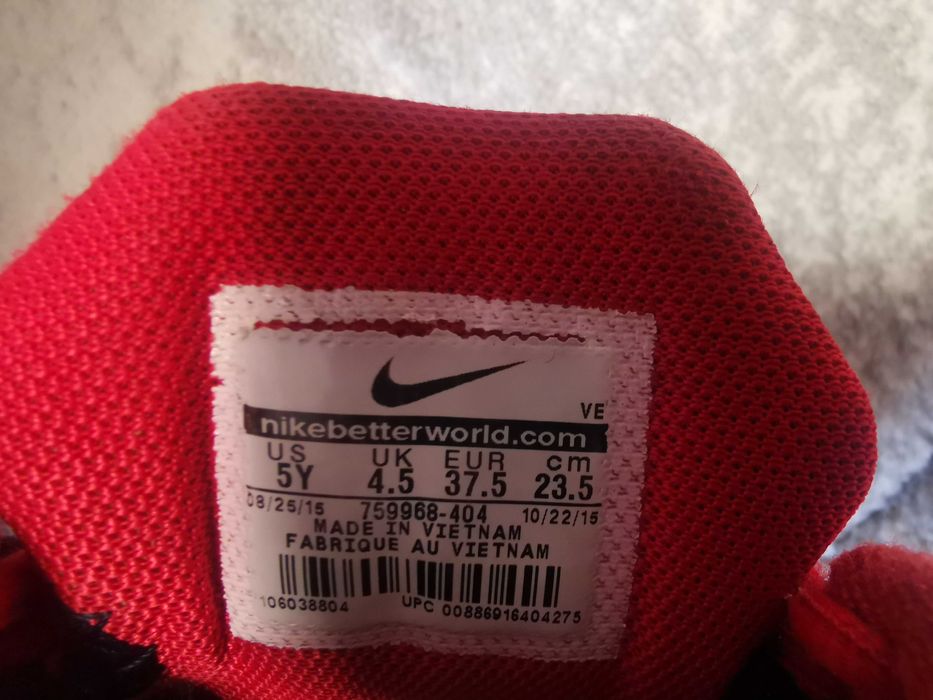 VE
nikebetterworld.com
US UK EUR cm
5Y 4.5 37.5 23.5
08/25/15 759968-404 10/22/15
MADE IN VIETNAM
FABRIQUE AU VIETNAM
106038804 UPC 00886916404275